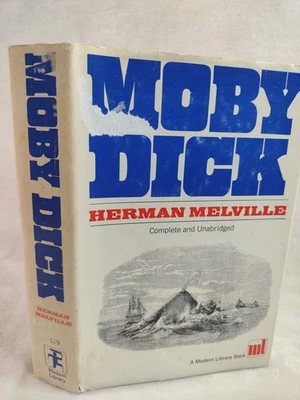 MOBY
DICK
HERMAN MELVILLE
Complete and Unabridged
A Modern Library Book
ml
MOBY DICK
HERMAN
MELVILLE
119
Modern
Library